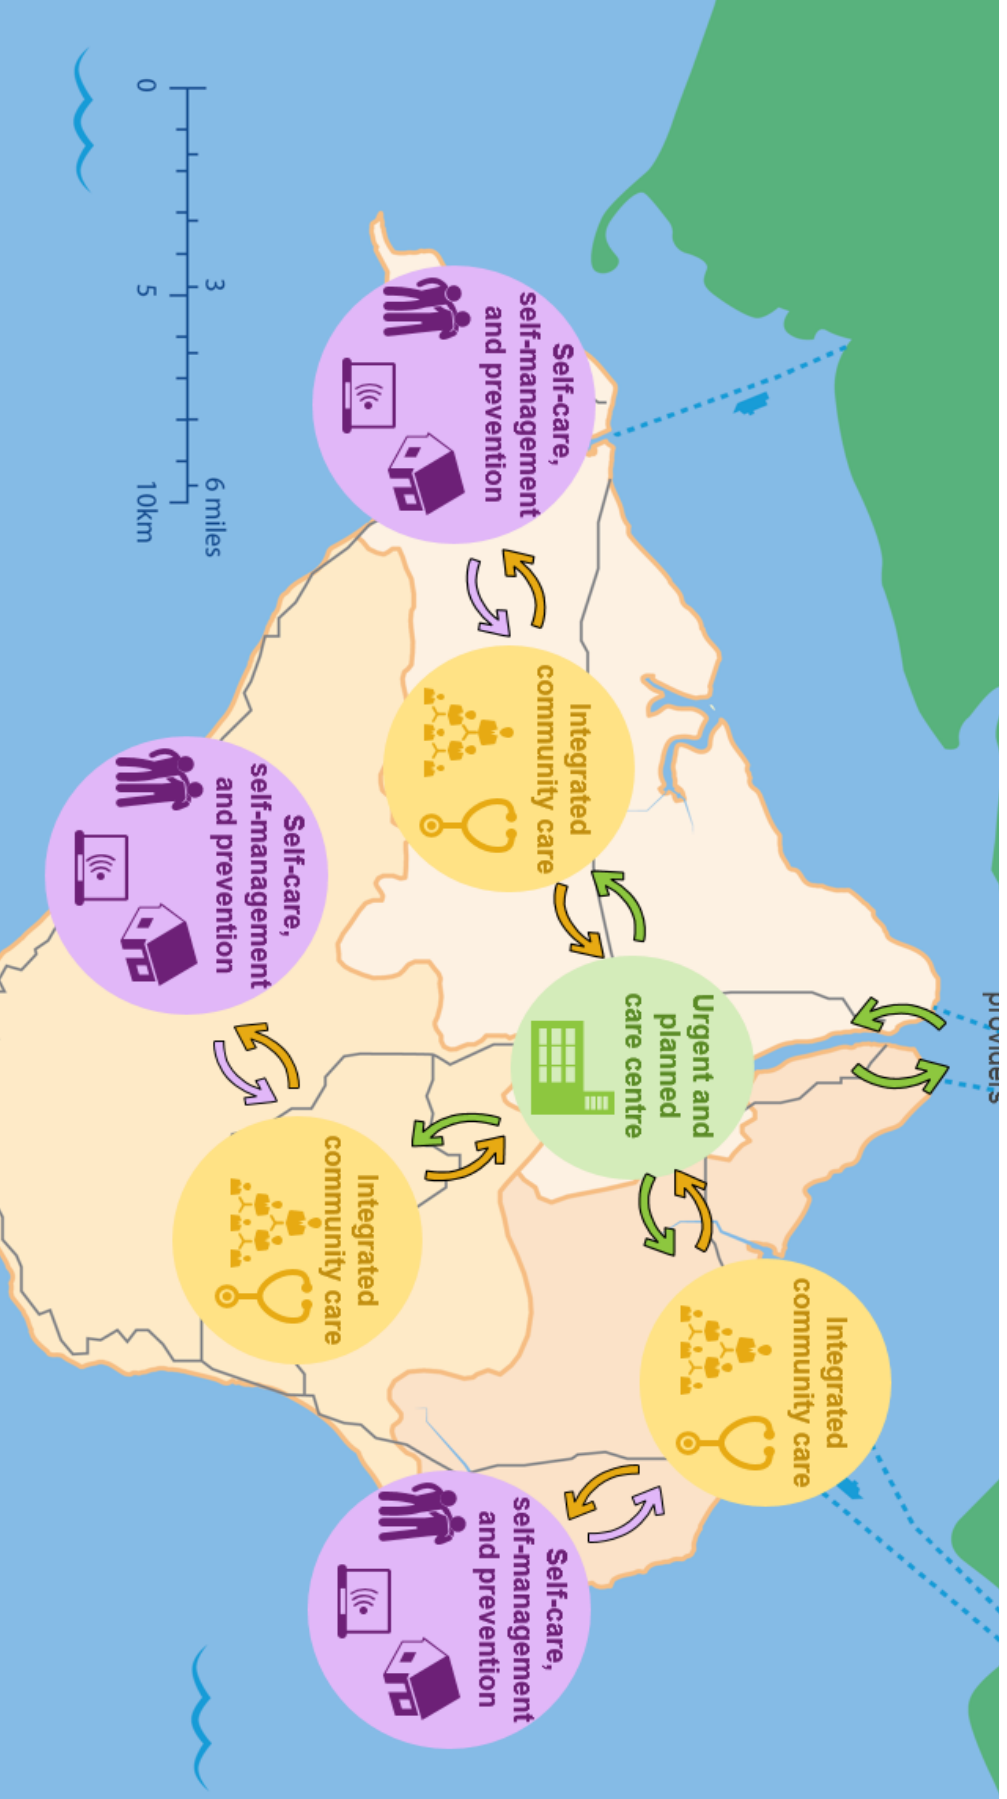 providers
Integrated
community care
Urgent and
planned
care centre
Integrated
community care
Self-care,
self-management
and prevention
Self-care,
self-management
and prevention
Integrated
community care
Self-care,
self-management
and prevention
3 6 miles
0 5 10km